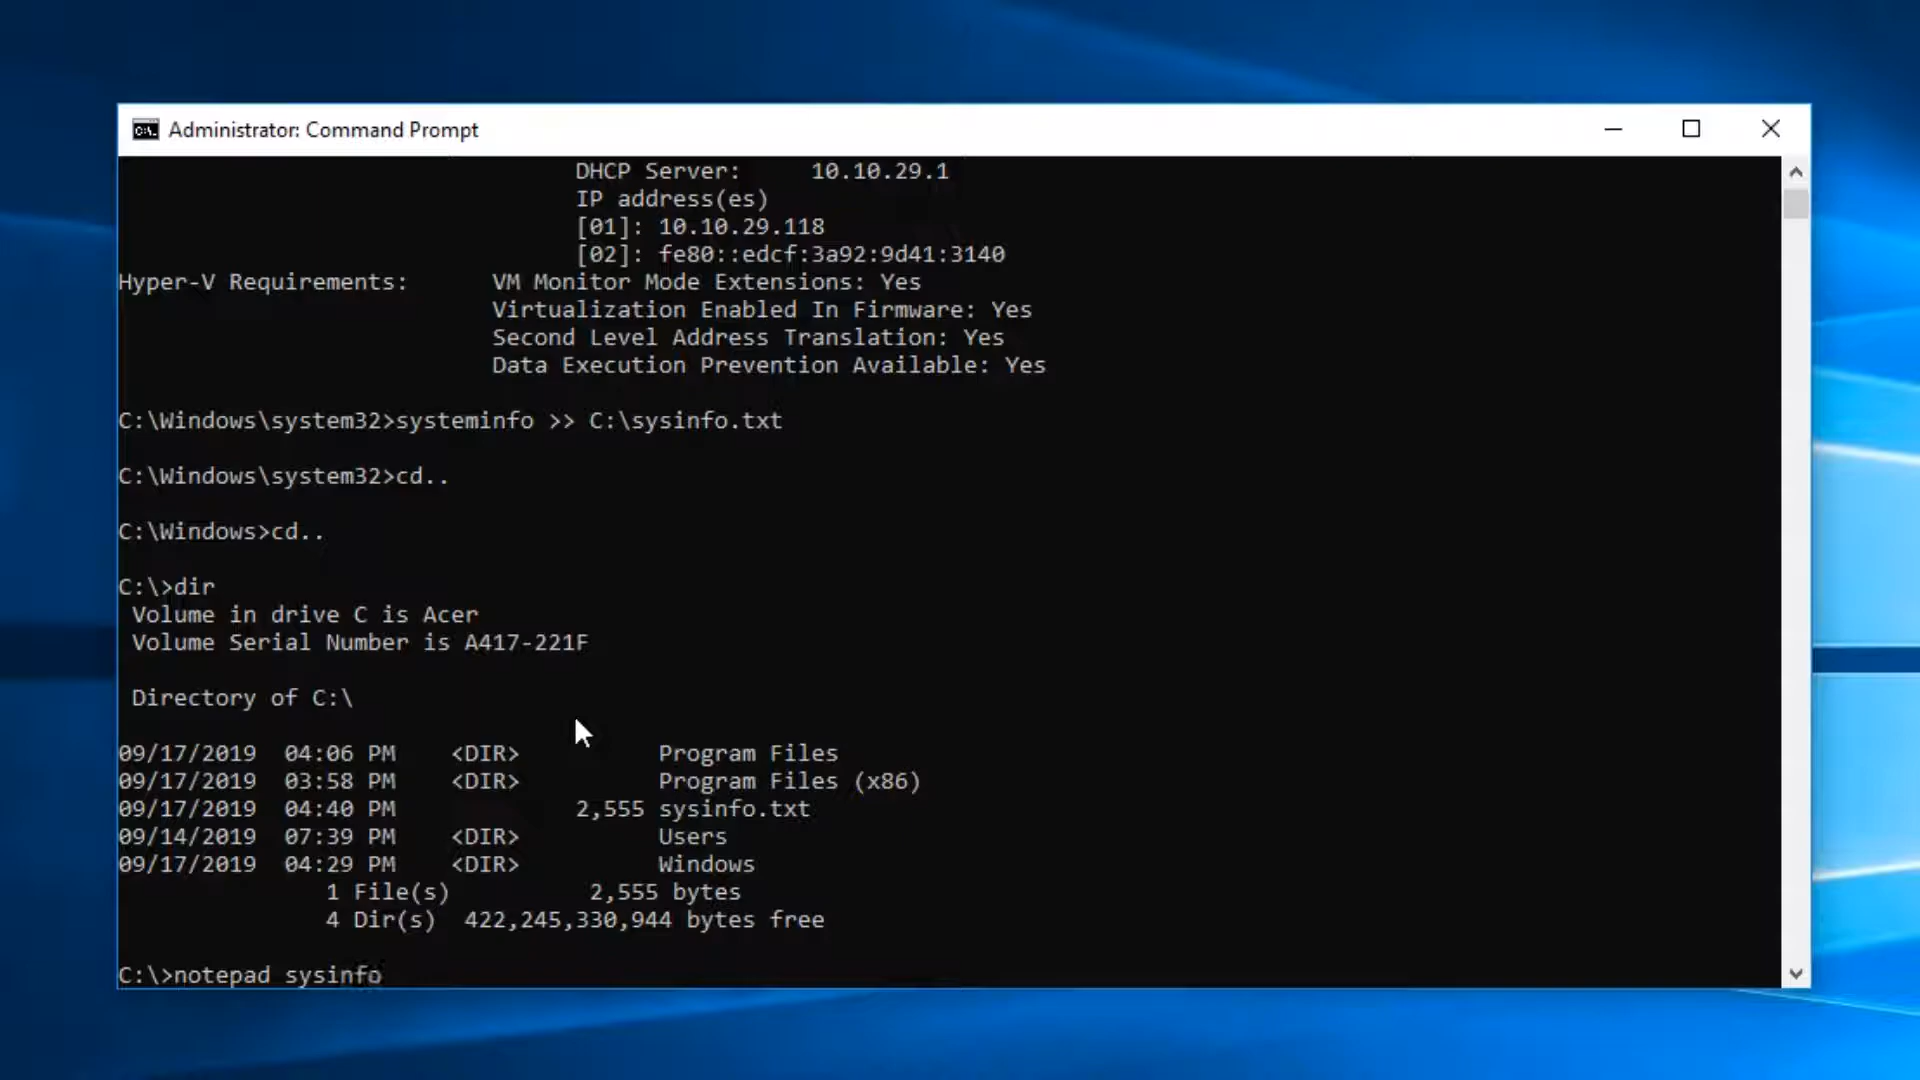 Administrator: Command Prompt
DHCP Server: 10.10.29.1
IP address(es)
[01]: 10.10.29.118
[02]: fe80::edcf:3a92:9d41:3140
Hyper-V Requirements: VM Monitor Mode Extensions: Yes
Virtualization Enabled In Firmware: Yes
Second Level Address Translation: Yes
Data Execution Prevention Available: Yes
C:\Windows\system32>systeminfo >> C:\sysinfo.txt
C:\Windows\system32>cd..
C:\Windows>cd..
C:\>dir
Volume in drive C is Acer
Volume Serial Number is A417-221F
Directory of C:\
09/17/2019 04:06 PM <DIR> Program Files
09/17/2019 03:58 PM <DIR> Program Files (x86)
09/17/2019 04:40 PM 2,555 sysinfo.txt
09/14/2019 07:39 PM <DIR> Users
09/17/2019 04:29 PM <DIR> Windows
1 File(s) 2,555 bytes
4 Dir(s) 422,245,330,944 bytes free
C:\>notepad sysinfo